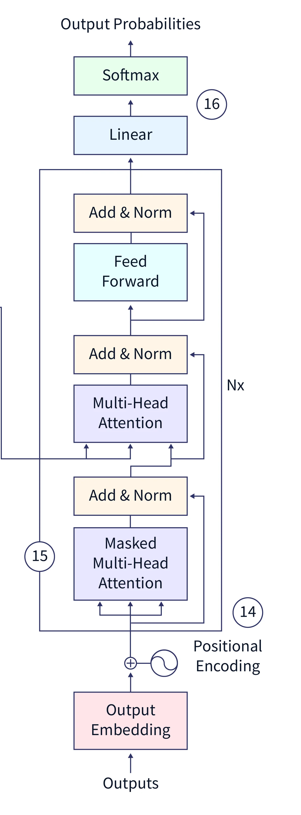 Output Probabilities
Softmax
16
Linear
Add & Norm
Feed
Forward
Add & Norm
Nx
Multi-Head
Attention
Add & Norm
Masked
Multi-Head
Attention
15
14
Positional
Encoding
Output
Embedding
Outputs